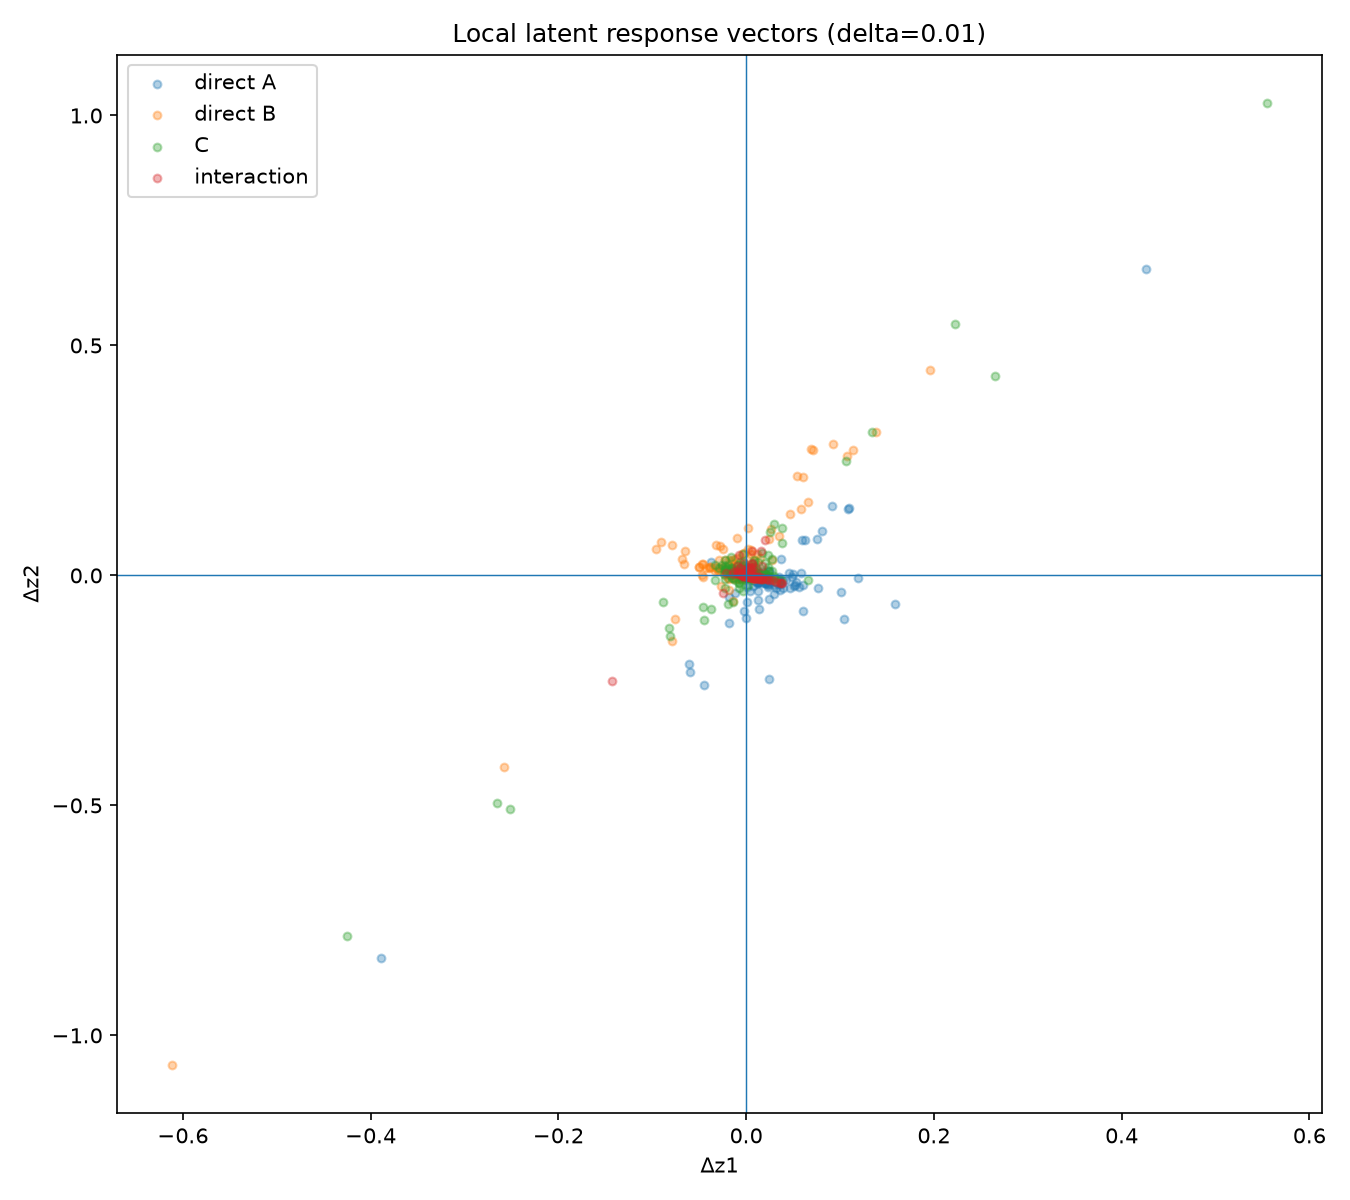 Local latent response vectors (delta=0.01)
direct A
direct B
C
interaction
1.0
0.5
0.0
−0.5
−1.0
Δz2
−0.6
−0.4
−0.2
0.0
0.2
0.4
0.6
Δz1